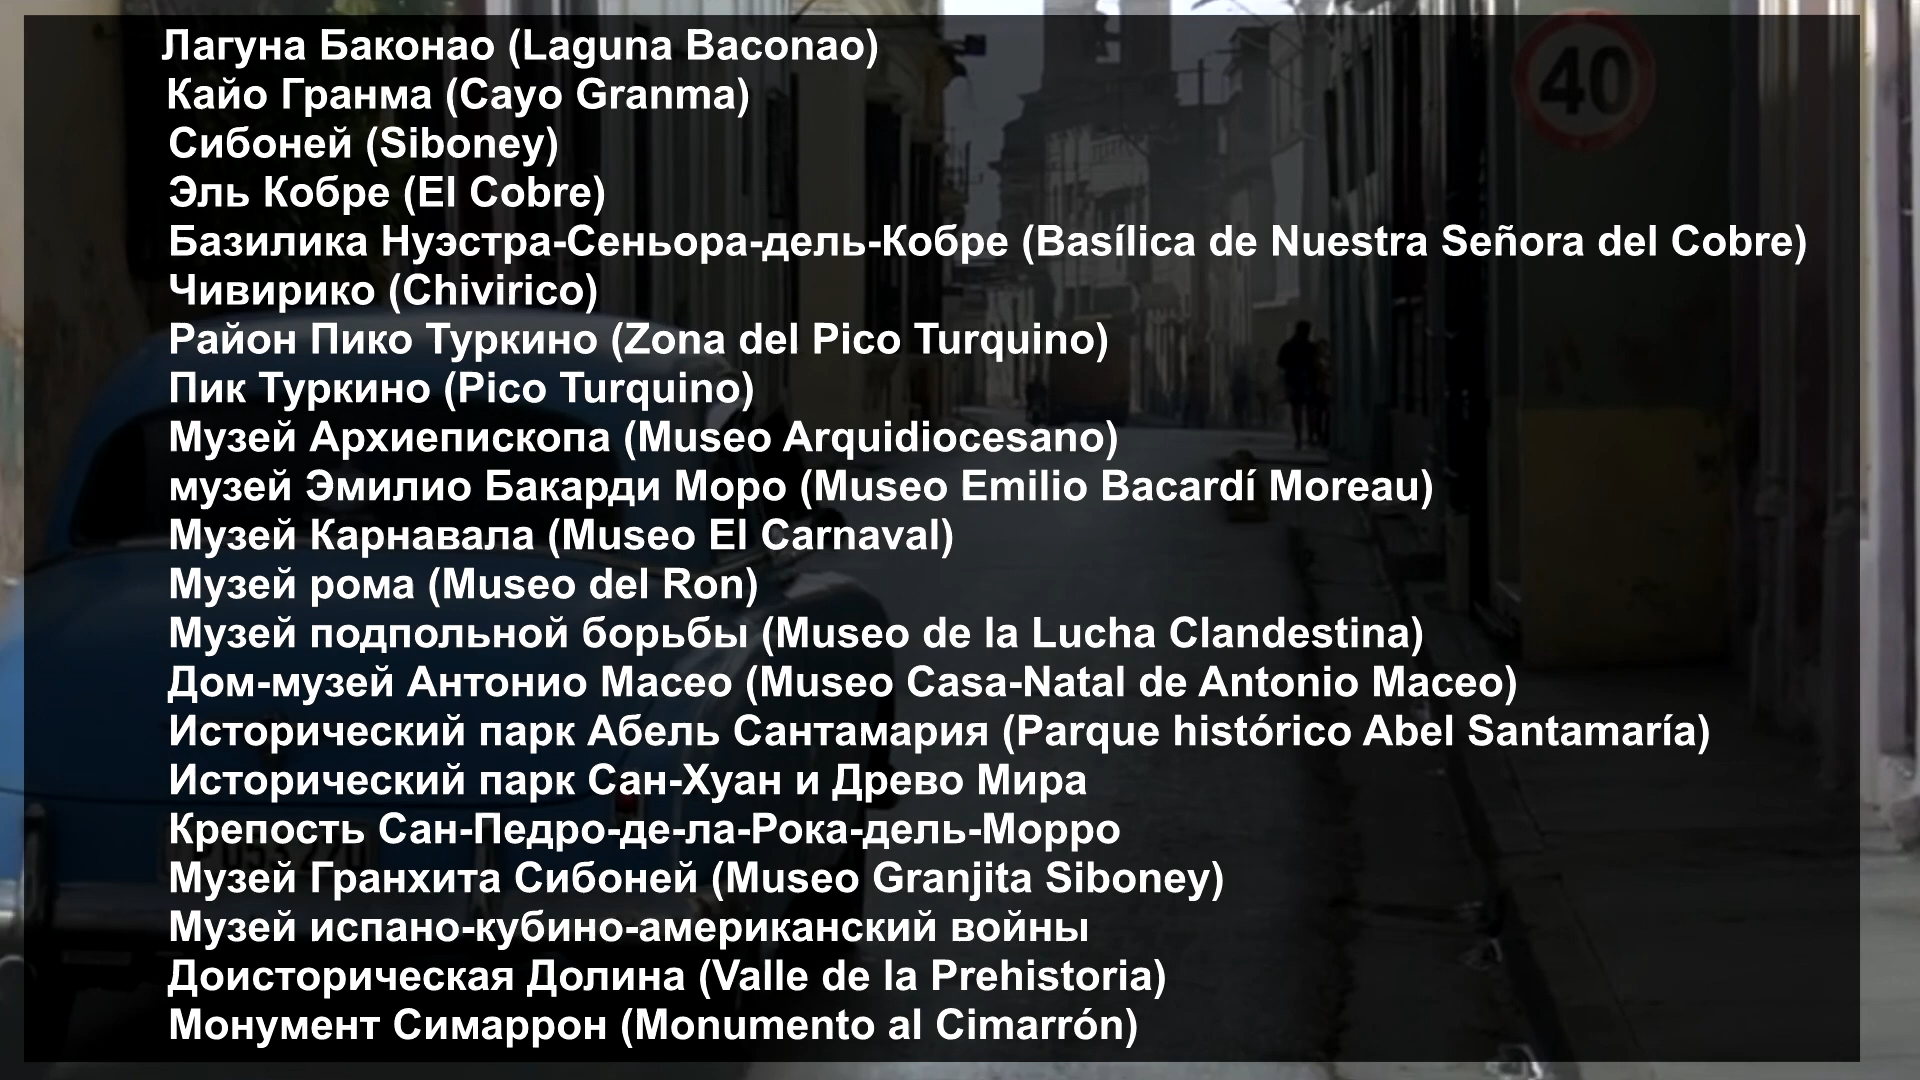 Лагуна Баконао (Laguna Baconao)
Кайо Гранма (Cayo Granma)
Сибоней (Siboney)
Эль Кобре (El Cobre)
Базилика Нуэстра-Сеньора-дель-Кобре (Basílica de Nuestra Señora del Cobre)
Чивирико (Chivirico)
Район Пико Туркино (Zona del Pico Turquino)
Пик Туркино (Pico Turquino)
Музей Архиепископа (Museo Arquidiocesano)
музей Эмилио Бакарди Моро (Museo Emilio Bacardí Moreau)
Музей Карнавала (Museo El Carnaval)
Музей рома (Museo del Ron)
Музей подпольной борьбы (Museo de la Lucha Clandestina)
Дом-музей Антонио Масео (Museo Casa-Natal de Antonio Maceo)
Исторический парк Абель Сантамария (Parque histórico Abel Santamaría)
Исторический парк Сан-Хуан и Древо Мира
Крепость Сан-Педро-де-ла-Рока-дель-Морро
Музей Гранхита Сибоней (Museo Granjita Siboney)
Музей испано-кубино-американский войны
Доисторическая Долина (Valle de la Prehistoria)
Монумент Симаррон (Monumento al Cimarrón)
40